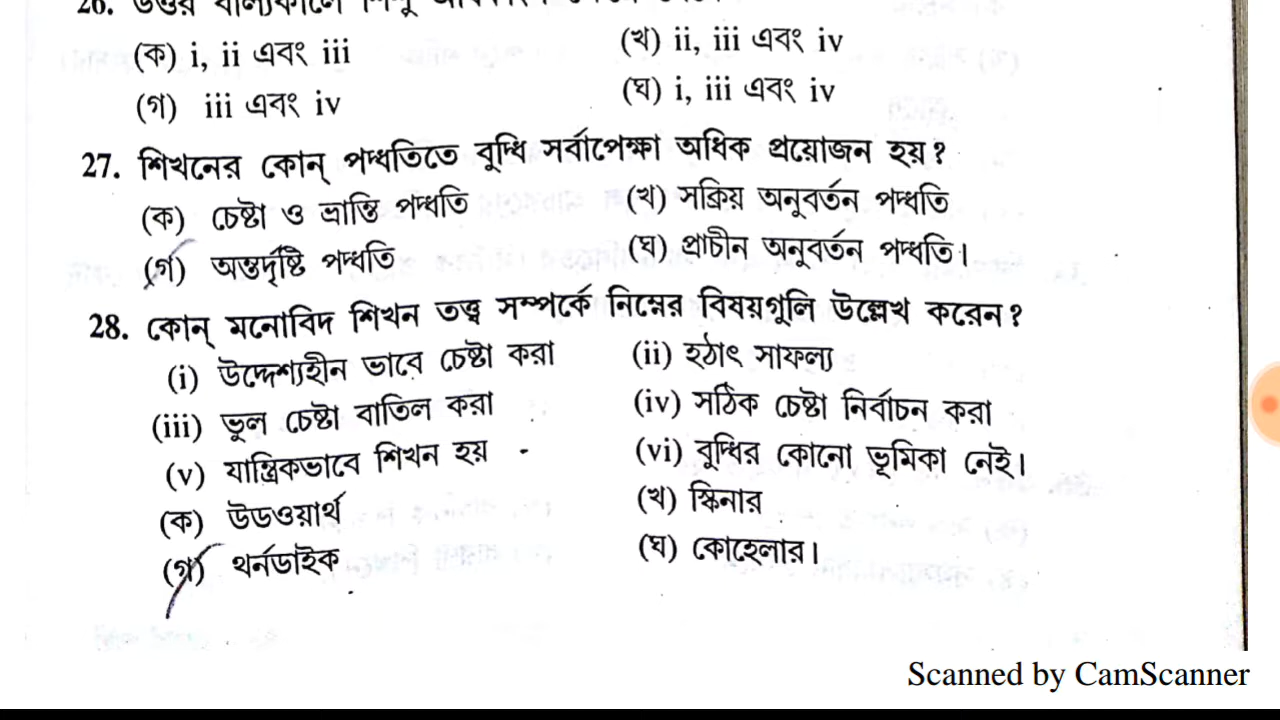 26.
(ক) i, ii এবং iii (খ) ii, iii এবং iv
(গ) iii এবং iv (ঘ) i, iii এবং iv
27. শিখনের কোন্ পদ্ধতিতে বুদ্ধি সর্বাপেক্ষা অধিক প্রয়োজন হয়?
(ক) চেষ্টা ও ভ্রান্তি পদ্ধতি (খ) সক্রিয় অনুবর্তন পদ্ধতি
(গ) অন্তর্দৃষ্টি পদ্ধতি (ঘ) প্রাচীন অনুবর্তন পদ্ধতি।
28. কোন্ মনোবিদ শিখন তত্ত্ব সম্পর্কে নিম্নের বিষয়গুলি উল্লেখ করেন?
(i) উদ্দেশ্যহীন ভাবে চেষ্টা করা (ii) হঠাৎ সাফল্য
(iii) ভুল চেষ্টা বাতিল করা (iv) সঠিক চেষ্টা নির্বাচন করা
(v) যান্ত্রিকভাবে শিখন হয় (vi) বুদ্ধির কোনো ভূমিকা নেই।
(ক) উডওয়ার্থ (খ) স্কিনার
(গ) থর্নডাইক (ঘ) কোহেলার।
Scanned by CamScanner